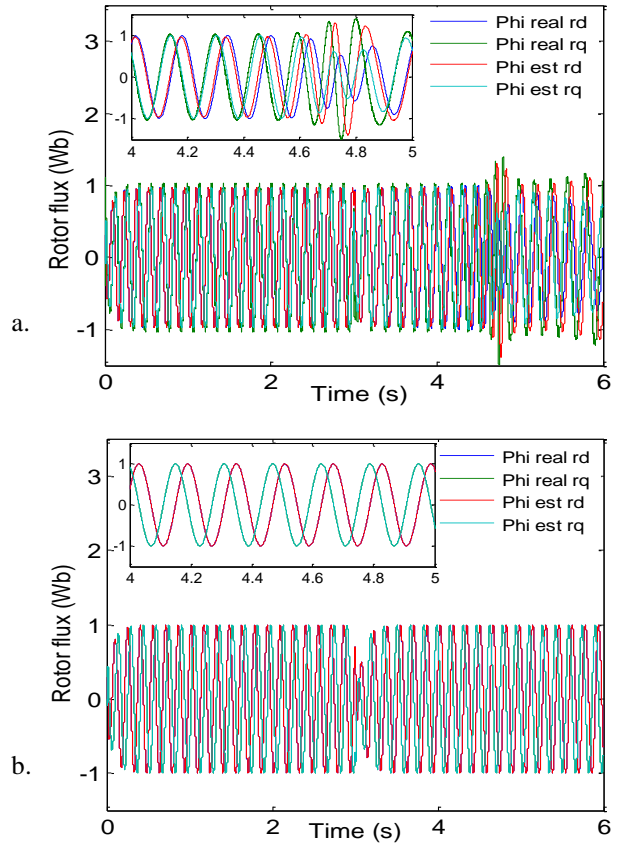 a.
Rotor flux (Wb)
3
2
1
0
-1
1
0
-1
4 4.2 4.4 4.6 4.8 5
Phi real rd
Phi real rq
Phi est rd
Phi est rq
0 2 4 6
Time (s)
b.
Rotor flux (Wb)
3
2
1
0
-1
1
0
-1
4 4.2 4.4 4.6 4.8 5
Phi real rd
Phi real rq
Phi est rd
Phi est rq
0 2 4 6
Time (s)